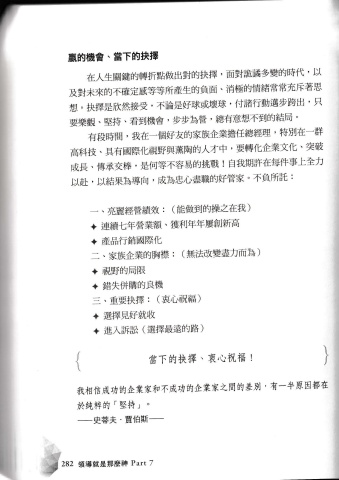 贏的機會、當下的抉擇
在人生關鍵的轉折點做出對的抉擇，面對詭譎多變的時代，以
及對未來的不確定感等等所產生的負面、消極的情緒常常充斥著思
想。抉擇是欣然接受，不論是好球或壞球，付諸行動邁步跨出，只
要樂觀、堅持、看到機會，步步為營，總有意想不到的結局。
有段時間，我在一個好友的家族企業擔任總經理，特別在一群
高科技、具有國際化視野與薰陶的人才中，要轉化企業文化、突破
成長、傳承交棒，是何等不容易的挑戰！自我期許在每件事上全力
以赴，以結果為導向，成為忠心盡職的好管家。不負所託：
一、亮麗經營績效：（能做到的操之在我）
✦ 連續七年營業額、獲利年年屢創新高
✦ 產品行銷國際化
二、家族企業的胸襟：（無法改變盡力而為）
✦ 視野的局限
✦ 錯失併購的良機
三、重要抉擇：（衷心祝福）
✦ 選擇見好就收
✦ 進入訴訟（選擇最遠的路）
當下的抉擇、衷心祝福！
我相信成功的企業家和不成功的企業家之間的差別，有一半原因都在
於純粹的「堅持」。
——史蒂夫．賈伯斯——
282 領導就是那麼神 Part 7